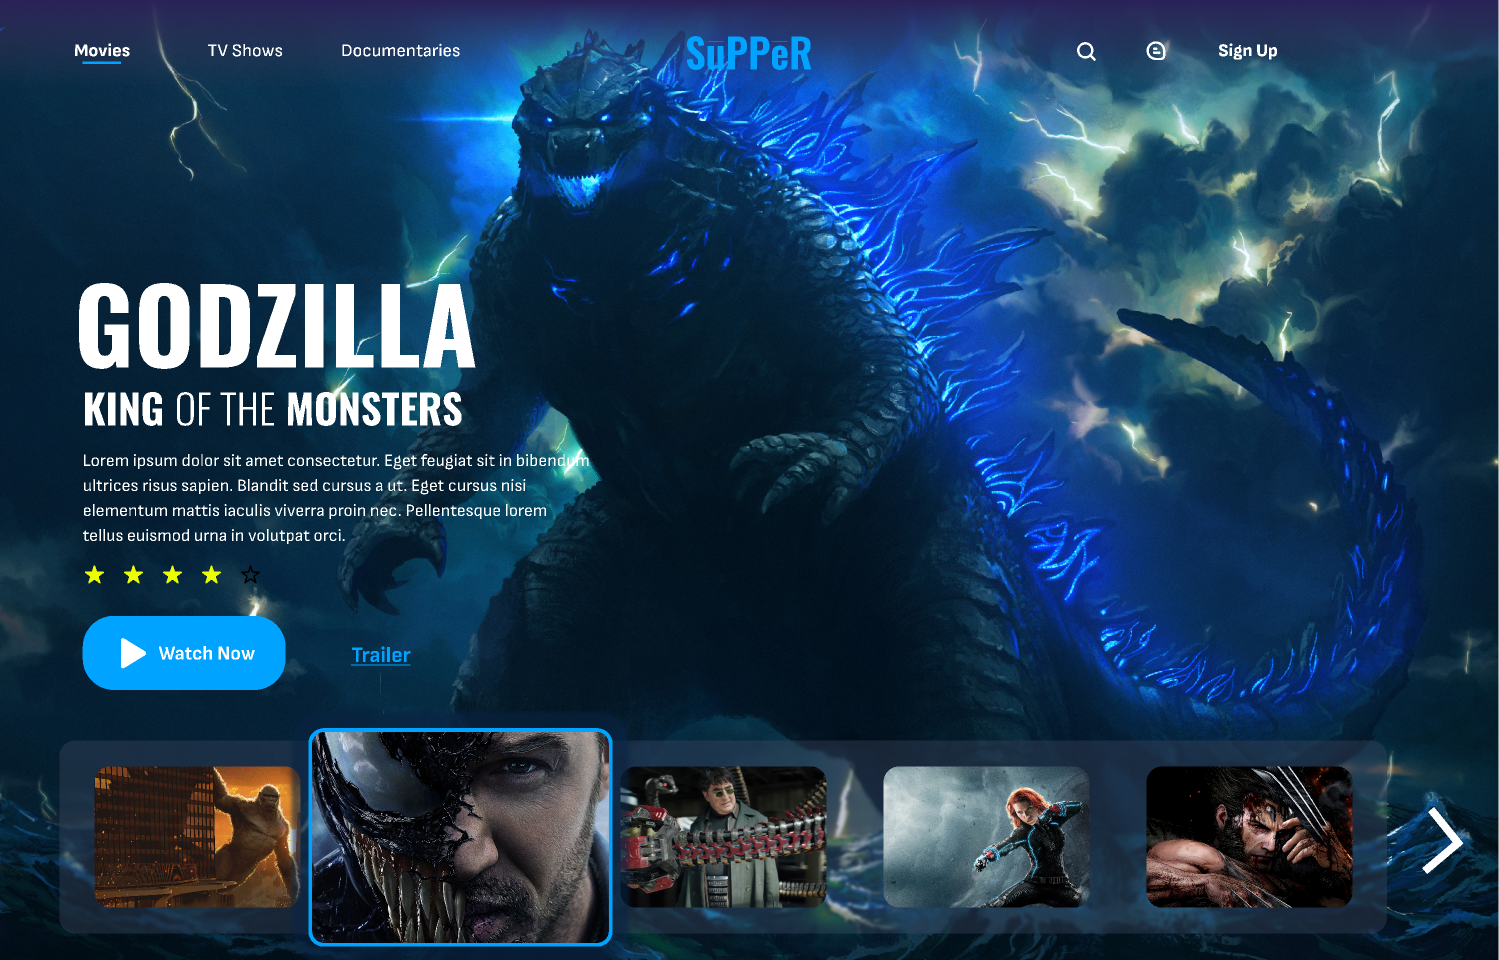 Movies
TV Shows
Documentaries
SuPPeR
Sign Up
GODZILLA
KING OF THE MONSTERS
Lorem ipsum dolor sit amet consectetur. Eget feugiat sit in bibendum
ultrices risus sapien. Blandit sed cursus a ut. Eget cursus nisi
elementum mattis iaculis viverra proin nec. Pellentesque lorem
tellus euismod urna in volutpat orci.
Watch Now
Trailer